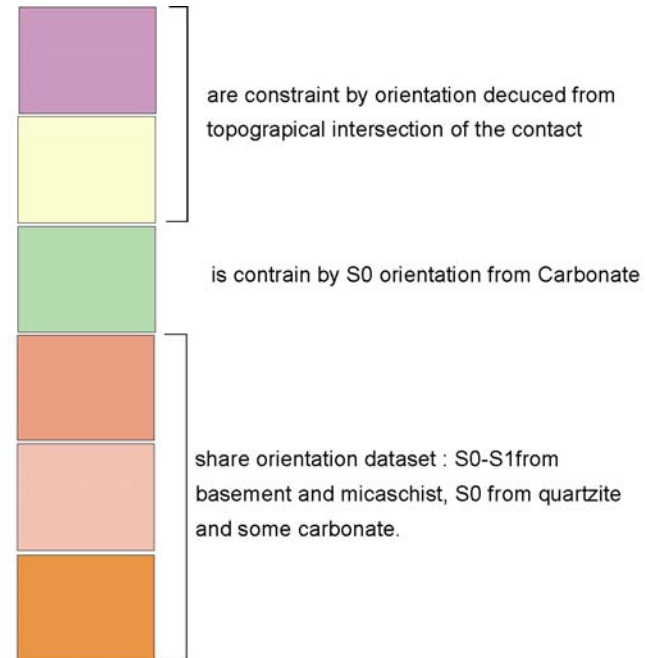 are constraint by orientation decuced from
topograpical intersection of the contact
is contrain by S0 orientation from Carbonate
share orientation dataset : S0-S1from
basement and micaschist, S0 from quartzite
and some carbonate.